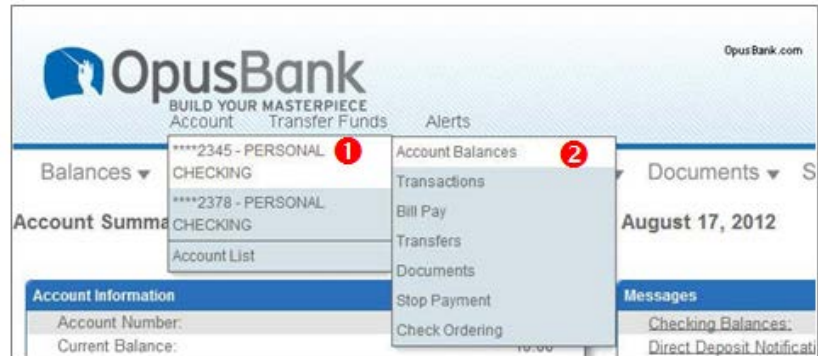 OpusBank.com
OpusBank
BUILD YOUR MASTERPIECE
Account Transfer Funds Alerts
****2345 - PERSONAL
CHECKING
1
****2378 - PERSONAL
CHECKING
Account List
Account Balances
2
Transactions
Bill Pay
Transfers
Documents
Stop Payment
Check Ordering
Balances Documents S
Account Summa August 17, 2012
Account Information
Account Number:
Current Balance:
Messages
Checking Balances:
Direct Deposit Notificati